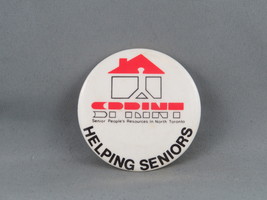 SPRINT
Senior People's Resources in North Toronto
HELPING SENIORS